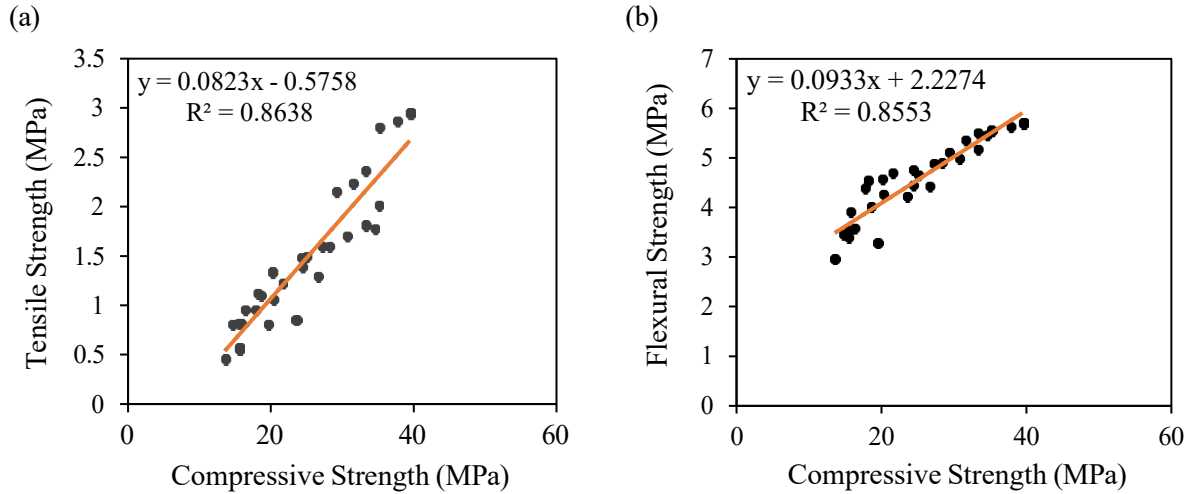 (a)
y = 0.0823x - 0.5758
R² = 0.8638
Tensile Strength (MPa)
3.5
3
2.5
2
1.5
1
0.5
0
0 20 40 60
Compressive Strength (MPa)
(b)
y = 0.0933x + 2.2274
R² = 0.8553
Flexural Strength (MPa)
7
6
5
4
3
2
1
0
0 20 40 60
Compressive Strength (MPa)